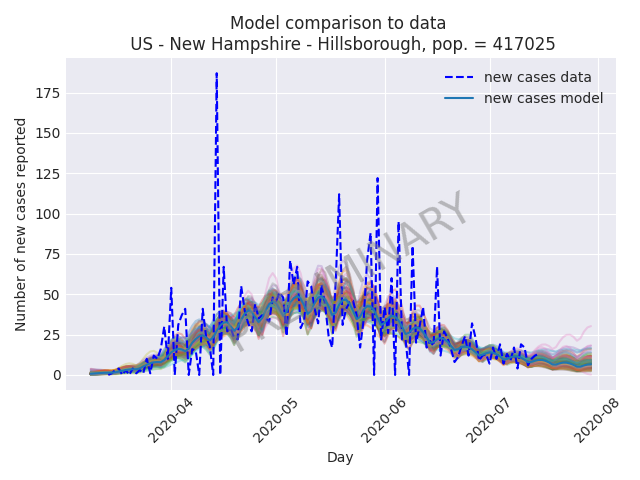 Model comparison to data
US - New Hampshire - Hillsborough, pop. = 417025
new cases data
new cases model
Number of new cases reported
175
150
125
100
75
50
25
0
2020-04
2020-05
2020-06
2020-07
2020-08
Day